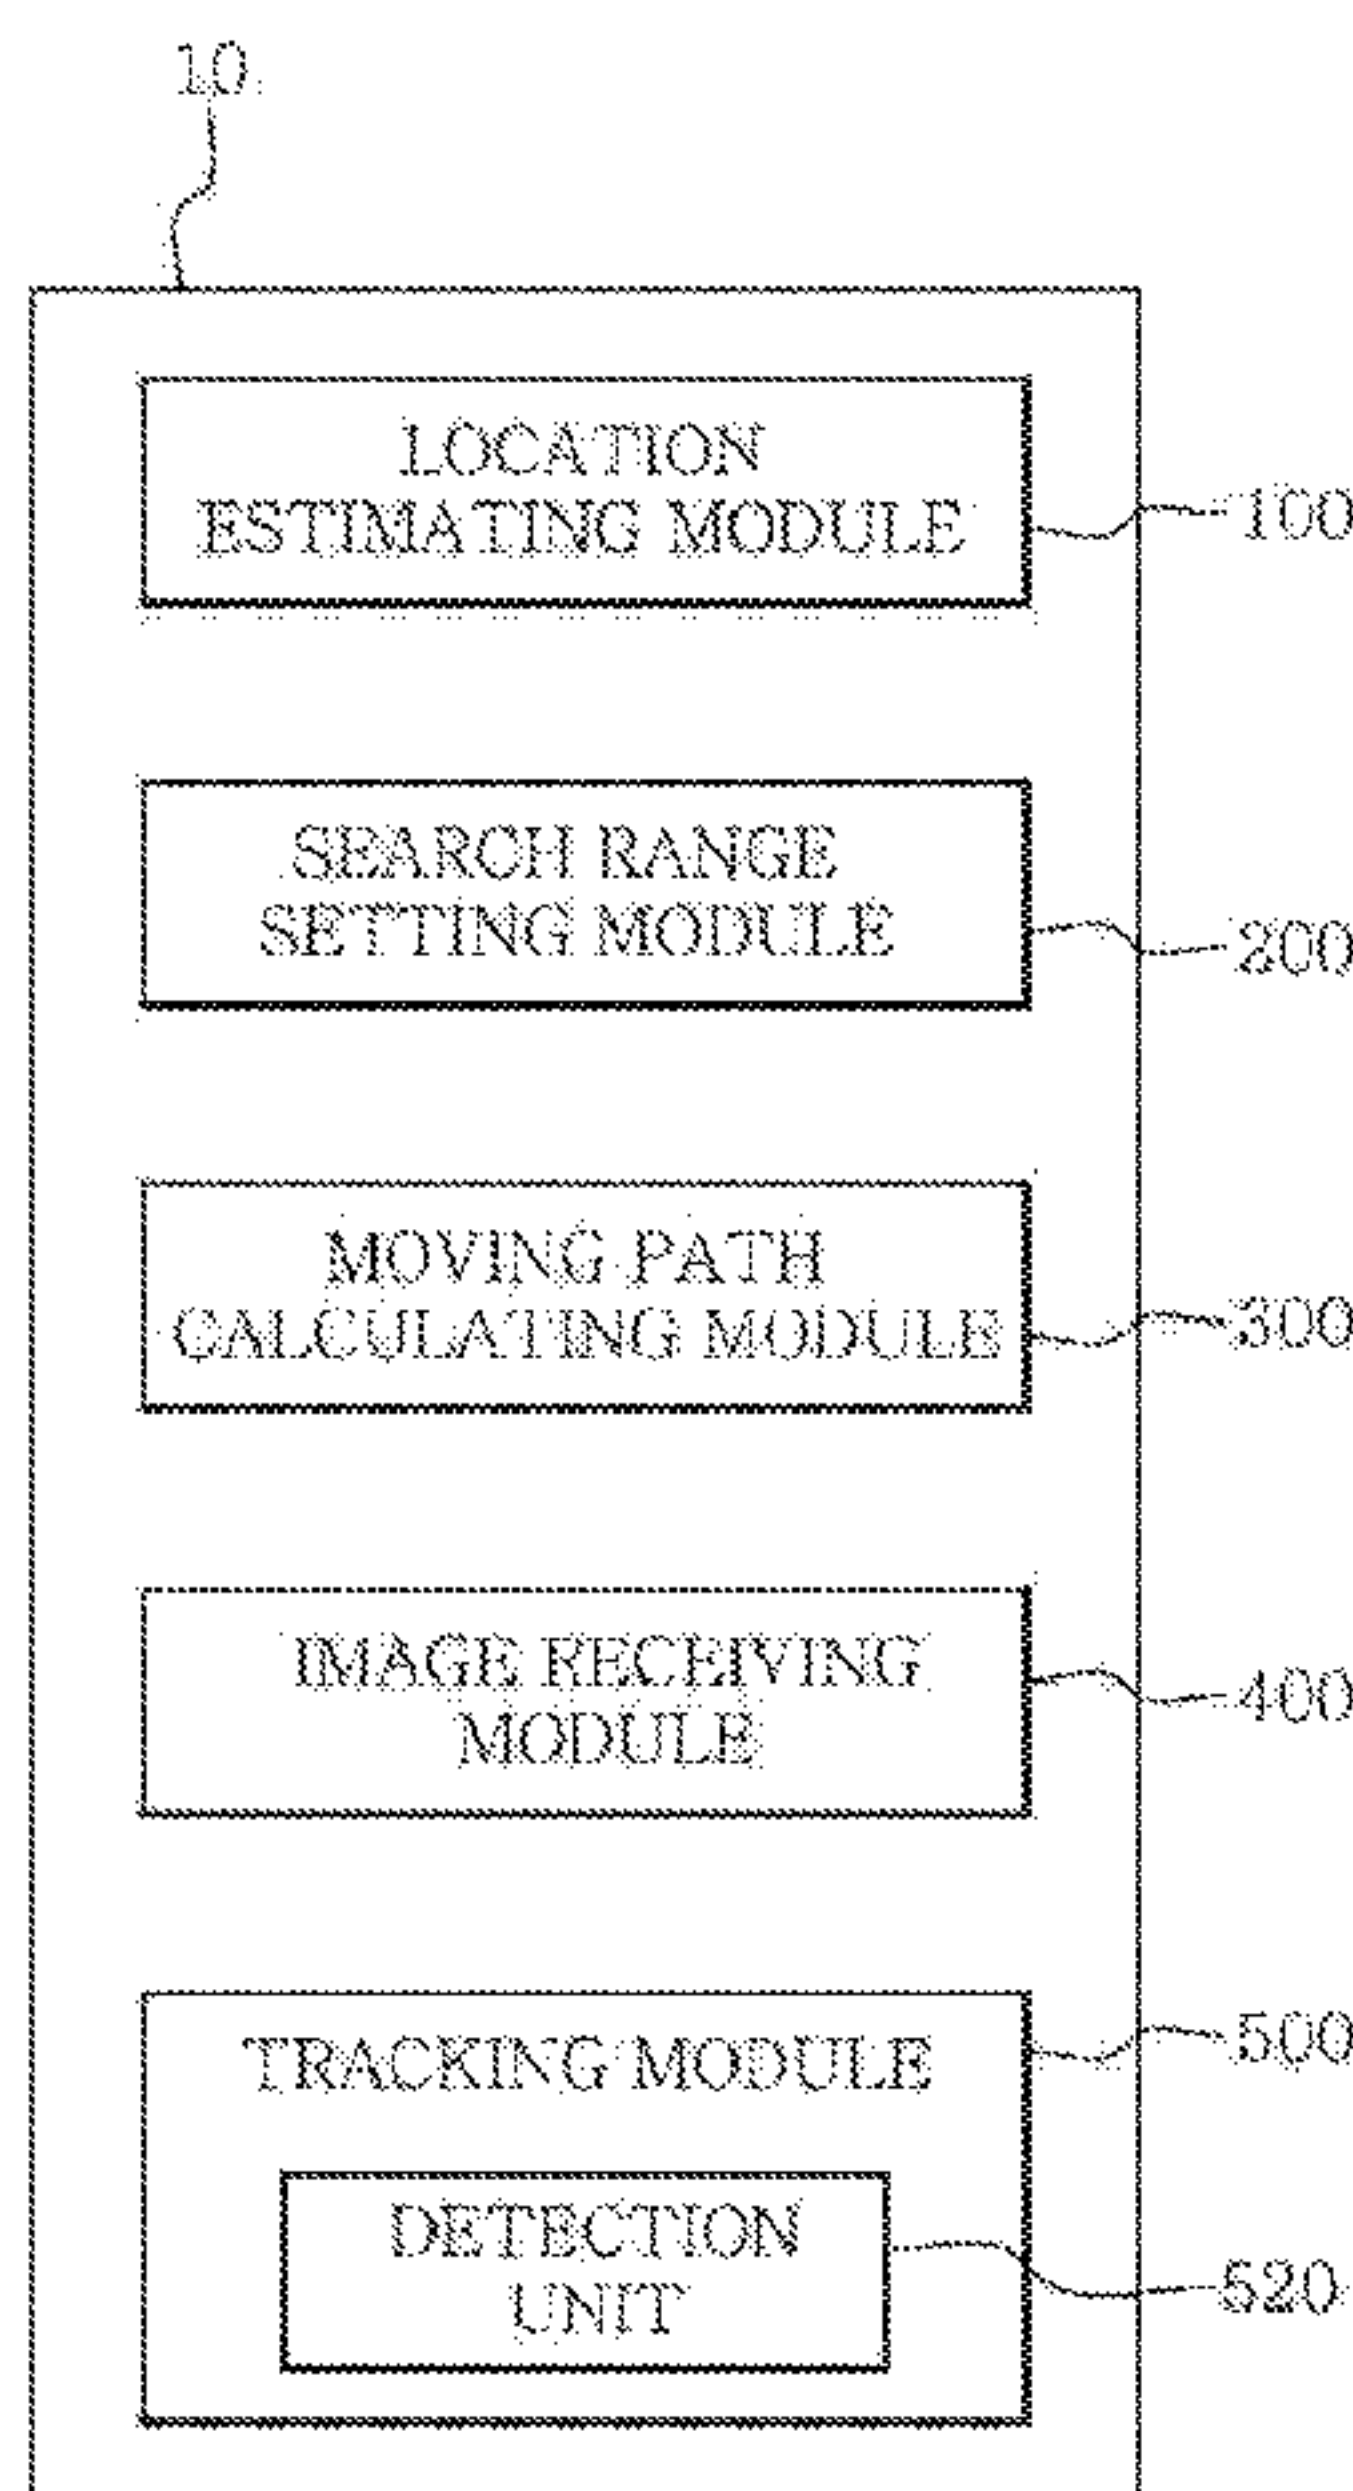 10
LOCATION
ESTIMATING MODULE
100
SEARCH RANGE
SETTING MODULE
200
MOVING PATH
CALCULATING MODULE
300
IMAGE RECEIVING
MODULE
400
TRACKING MODULE
500
DETECTION
UNIT
520